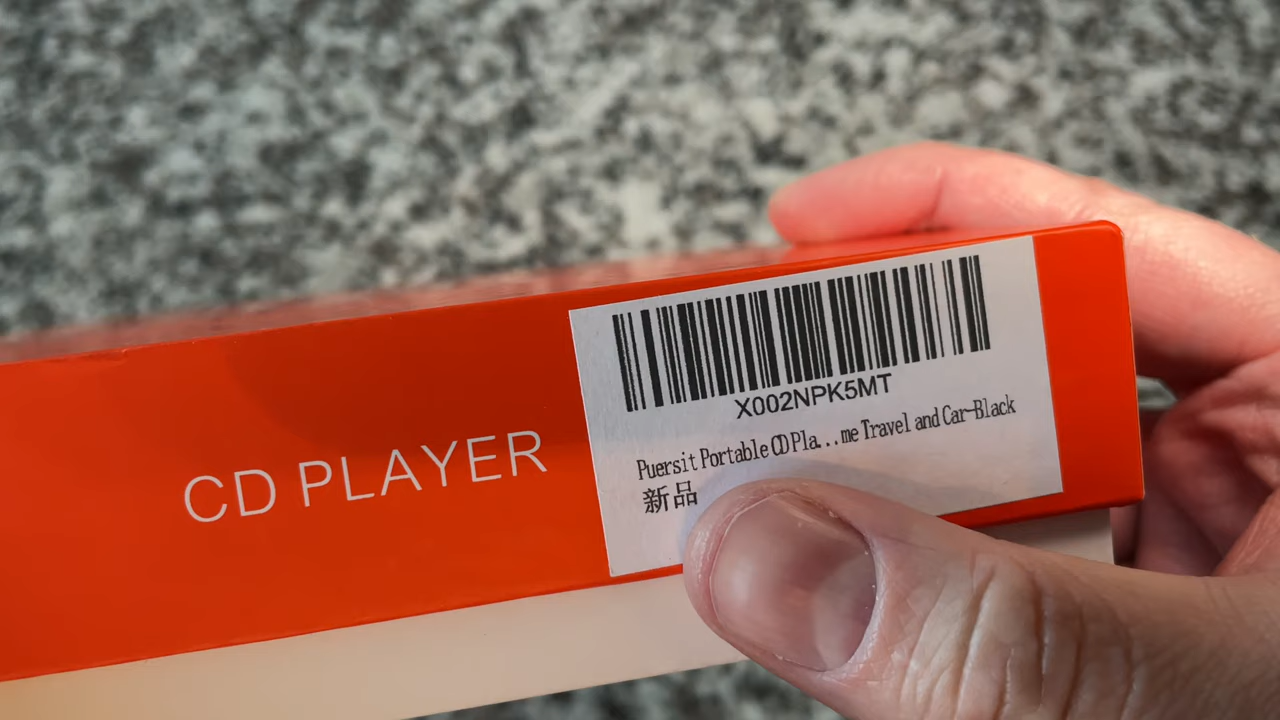 CD PLAYER
X002NPK5MT
Puersit Portable CD Pla...me Travel and Car-Black
新品